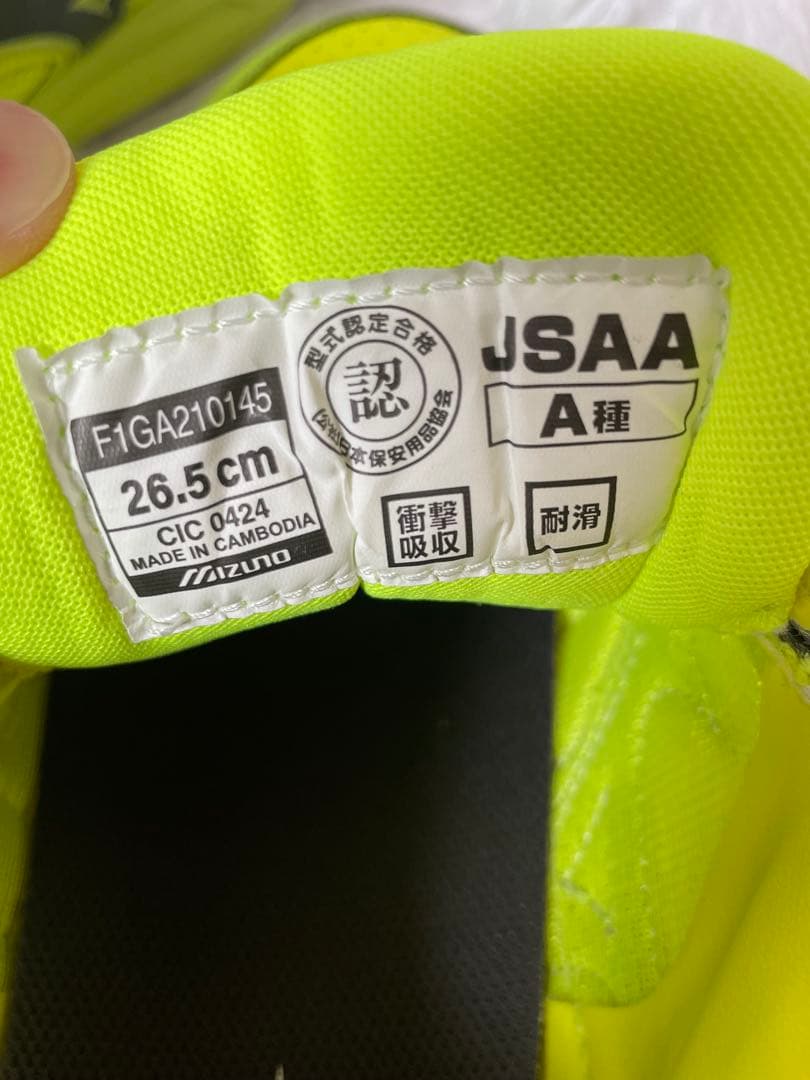 F1GA210145
26.5 cm
CIC 0424
MADE IN CAMBODIA
MIZUNO
型式認定合格
認
(公社)日本保安用品協会
衝撃
吸収
JSAA
A種
耐滑